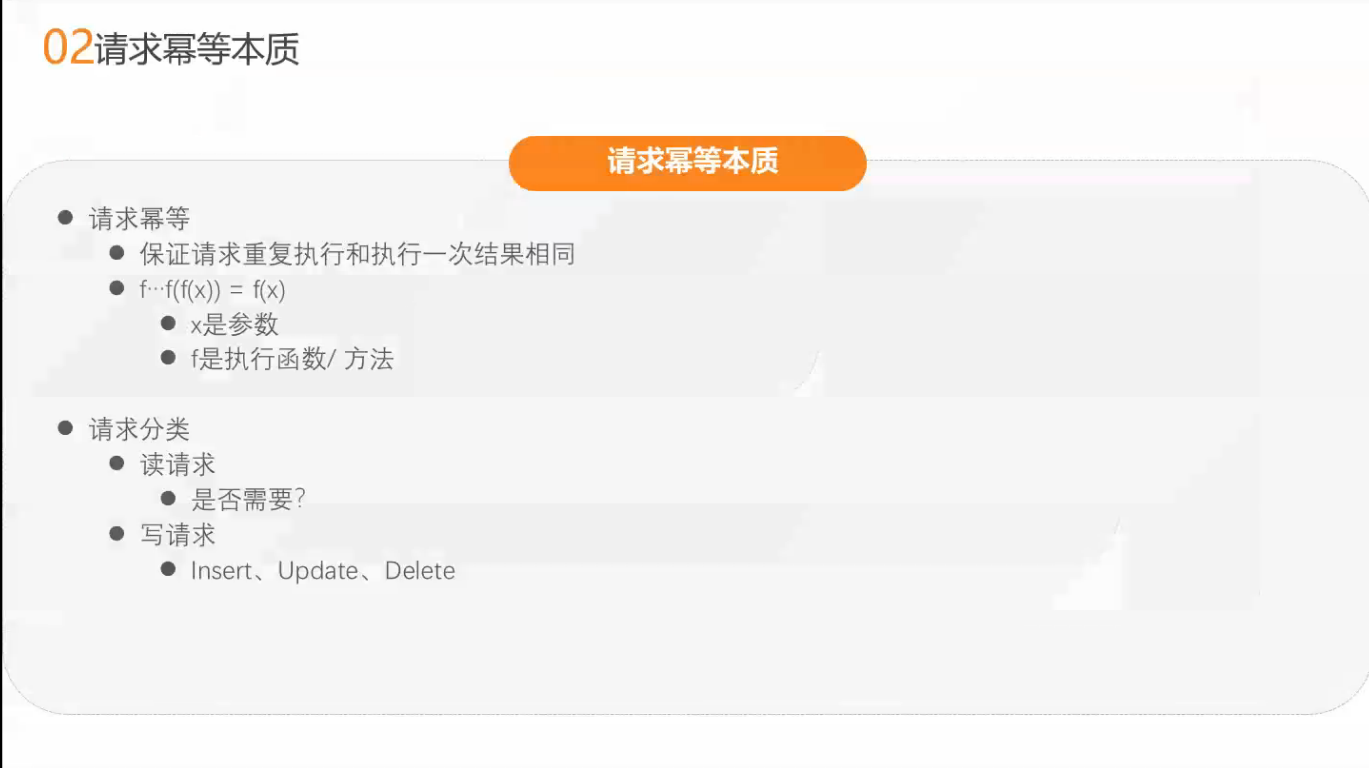 02请求幂等本质
请求幂等本质
请求幂等
保证请求重复执行和执行一次结果相同
f…f(f(x)) = f(x)
x是参数
f是执行函数/ 方法
请求分类
读请求
是否需要?
写请求
Insert、Update、Delete